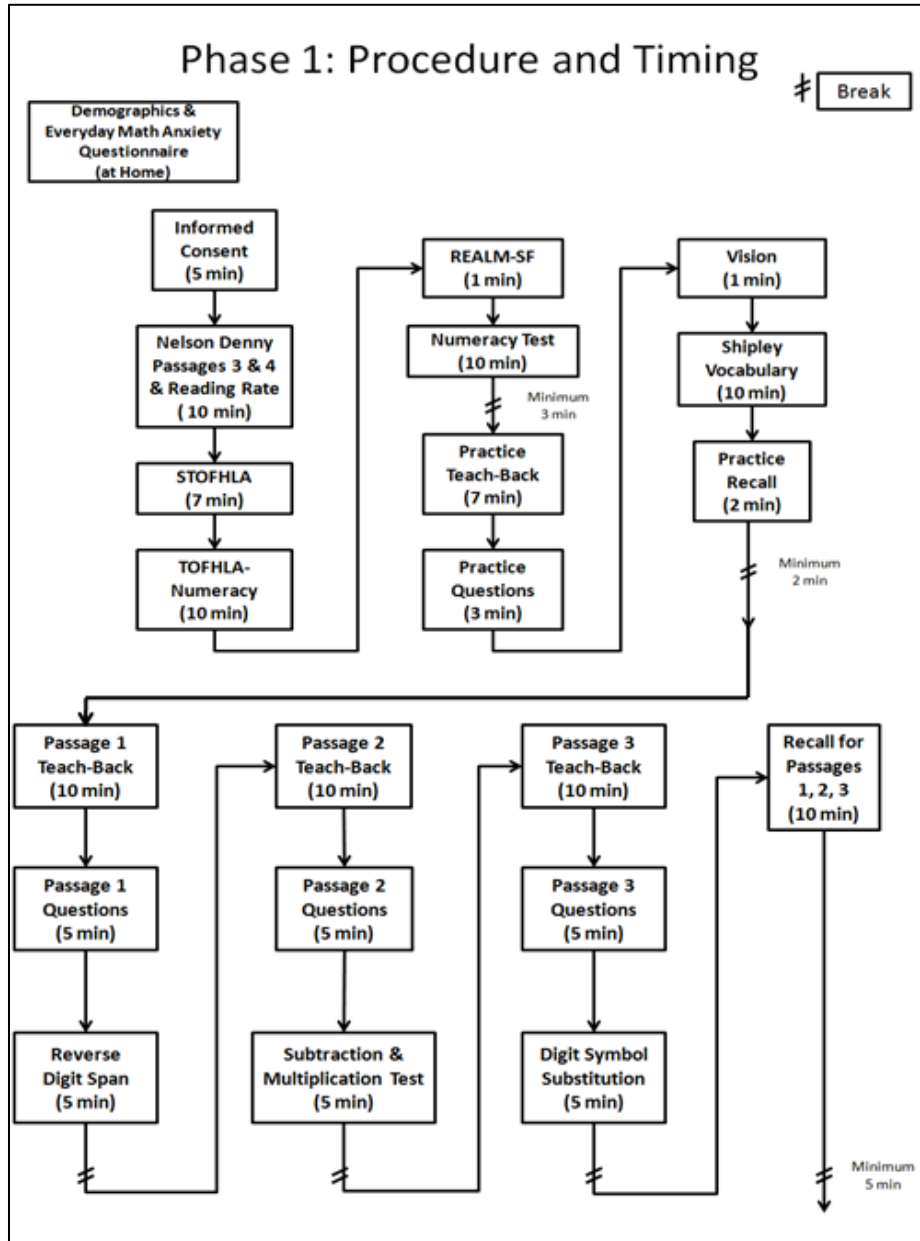 Phase 1: Procedure and Timing
Break
Demographics &
Everyday Math Anxiety
Questionnaire
(at Home)
Informed
Consent
(5 min)
Nelson Denny
Passages 3 & 4
& Reading Rate
( 10 min)
STOFHLA
(7 min)
TOFHLA-
Numeracy
(10 min)
REALM-SF
(1 min)
Numeracy Test
(10 min)
Minimum
3 min
Practice
Teach-Back
(7 min)
Practice
Questions
(3 min)
Vision
(1 min)
Shipley
Vocabulary
(10 min)
Practice
Recall
(2 min)
Minimum
2 min
Passage 1
Teach-Back
(10 min)
Passage 1
Questions
(5 min)
Reverse
Digit Span
(5 min)
Passage 2
Teach-Back
(10 min)
Passage 2
Questions
(5 min)
Subtraction &
Multiplication Test
(5 min)
Passage 3
Teach-Back
(10 min)
Passage 3
Questions
(5 min)
Digit Symbol
Substitution
(5 min)
Recall for
Passages
1, 2, 3
(10 min)
Minimum
5 min